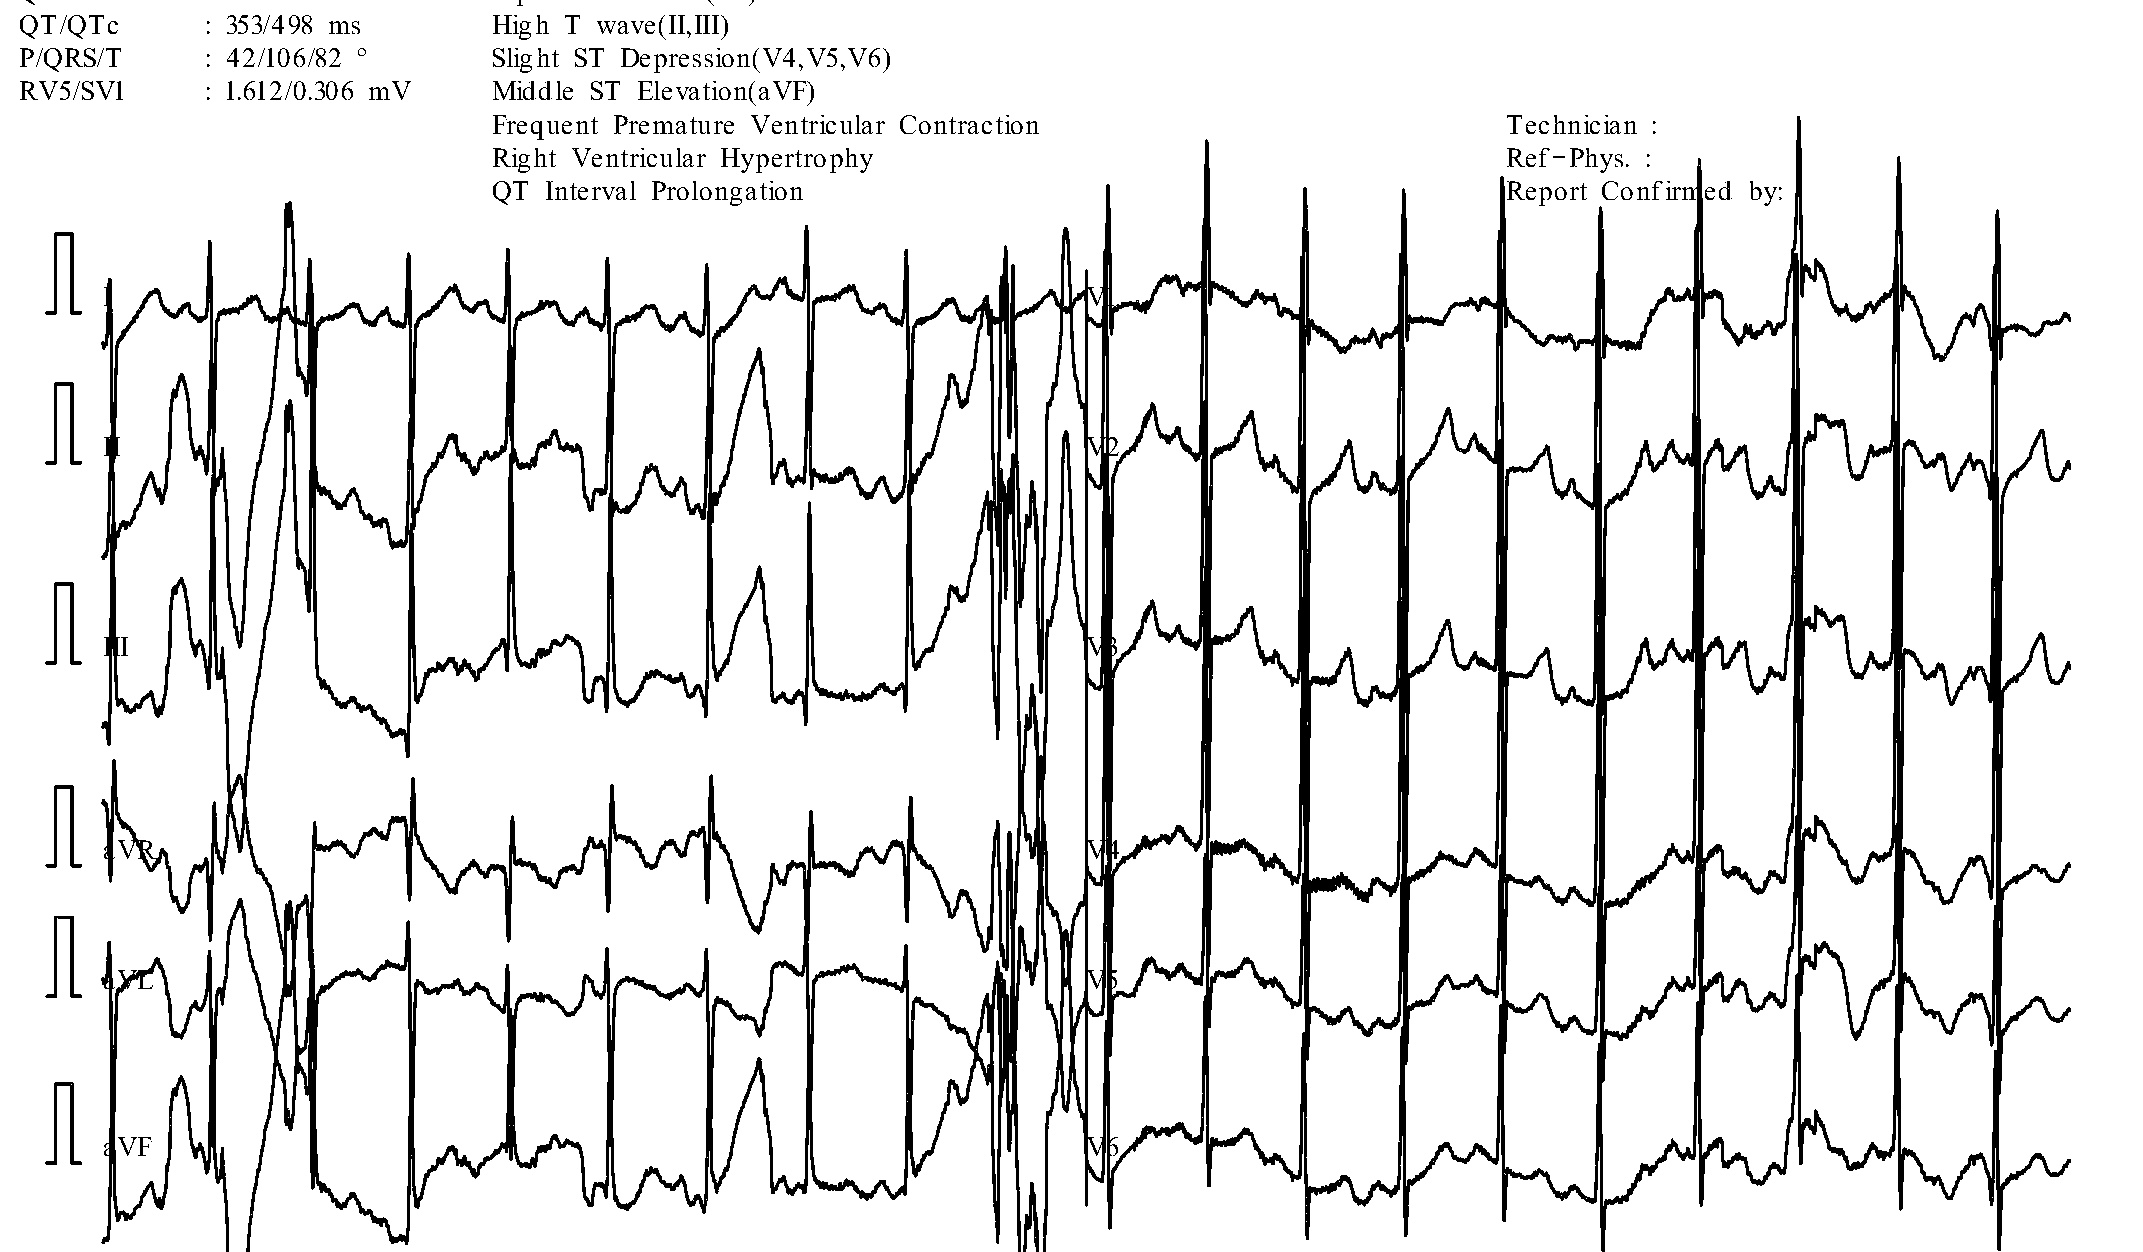 QT/QTc : 353/498 ms
P/QRS/T : 42/106/82 °
RV5/SV1 : 1.612/0.306 mV
High T wave(II,III)
Slight ST Depression(V4,V5,V6)
Middle ST Elevation(aVF)
Frequent Premature Ventricular Contraction
Right Ventricular Hypertrophy
QT Interval Prolongation
Technician :
Ref-Phys. :
Report Confirmed by:
I
II
III
aVR
aVL
aVF
V2
V3
V4
V5
V6